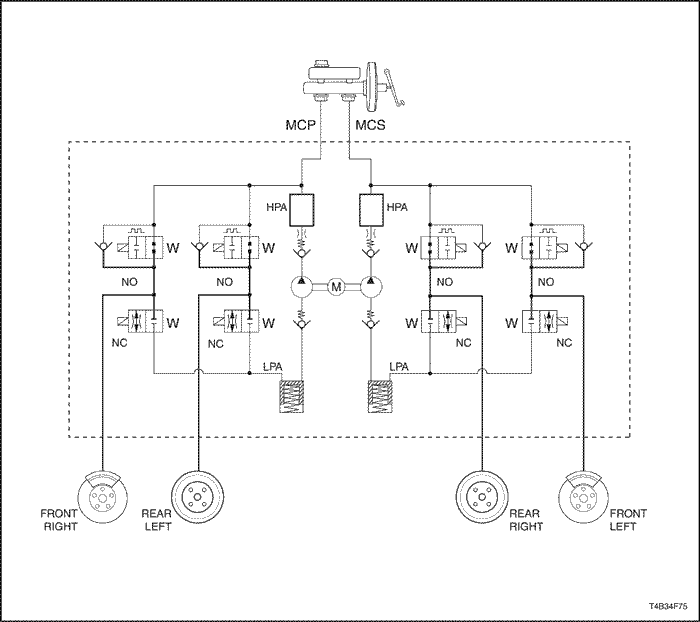 MCP MCS
HPA HPA
W W W W
NO NO NO NO
M
W W W W
NC NC NC NC
LPA LPA
FRONT
RIGHT
REAR
LEFT
REAR
RIGHT
FRONT
LEFT
T4B34F75